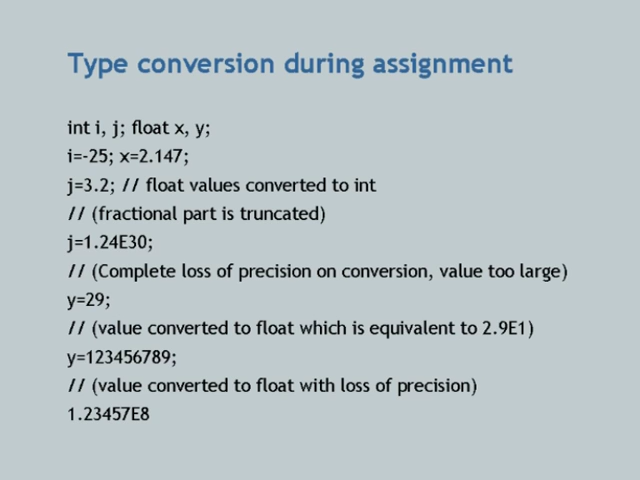 Type conversion during assignment
int i, j; float x, y;
i=-25; x=2.147;
j=3.2; // float values converted to int
// (fractional part is truncated)
j=1.24E30;
// (Complete loss of precision on conversion, value too large)
y=29;
// (value converted to float which is equivalent to 2.9E1)
y=123456789;
// (value converted to float with loss of precision)
1.23457E8